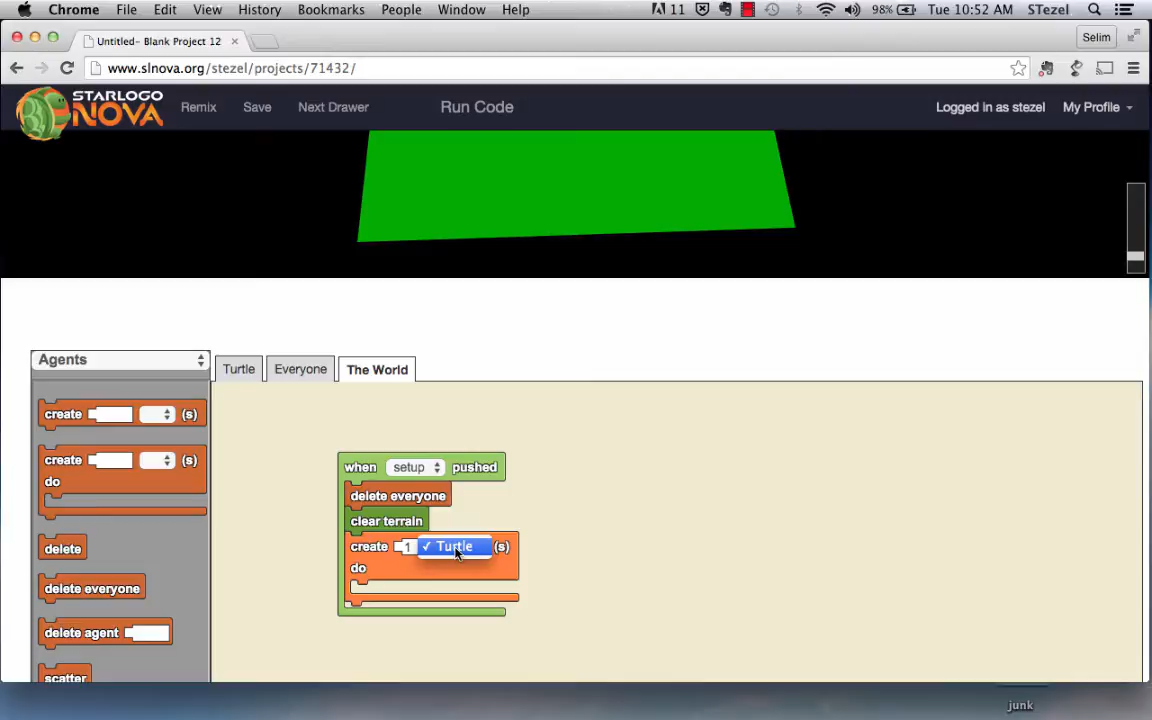 Chrome File Edit View History Bookmarks People Window Help 11 98% Tue 10:52 AM STezel
Untitled- Blank Project 12 Selim
www.slnova.org/stezel/projects/71432/
STARLOGO NOVA Remix Save Next Drawer Run Code Logged in as stezel My Profile
Agents Turtle Everyone The World
create (s)
create (s)
do
delete
delete everyone
delete agent
scatter
when setup pushed
delete everyone
clear terrain
create 1 ✓ Turtle (s)
do
junk